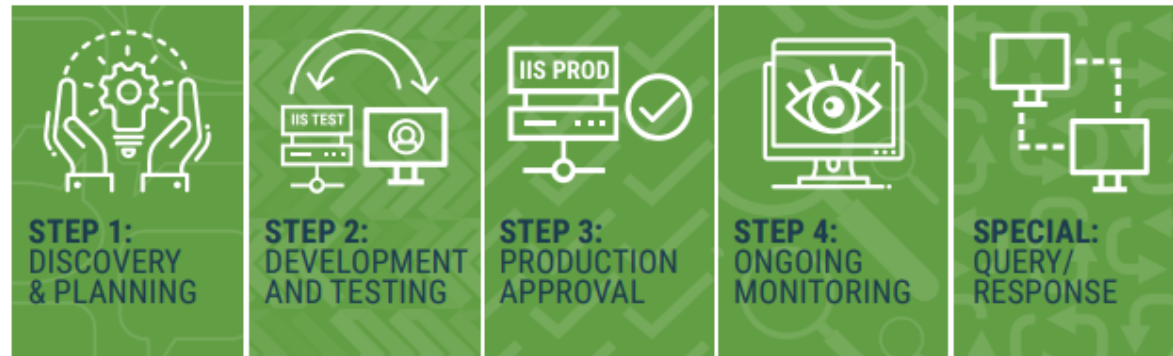 IIS TEST
IIS PROD
STEP 1:
DISCOVERY
& PLANNING
STEP 2:
DEVELOPMENT
AND TESTING
STEP 3:
PRODUCTION
APPROVAL
STEP 4:
ONGOING
MONITORING
SPECIAL:
QUERY/
RESPONSE